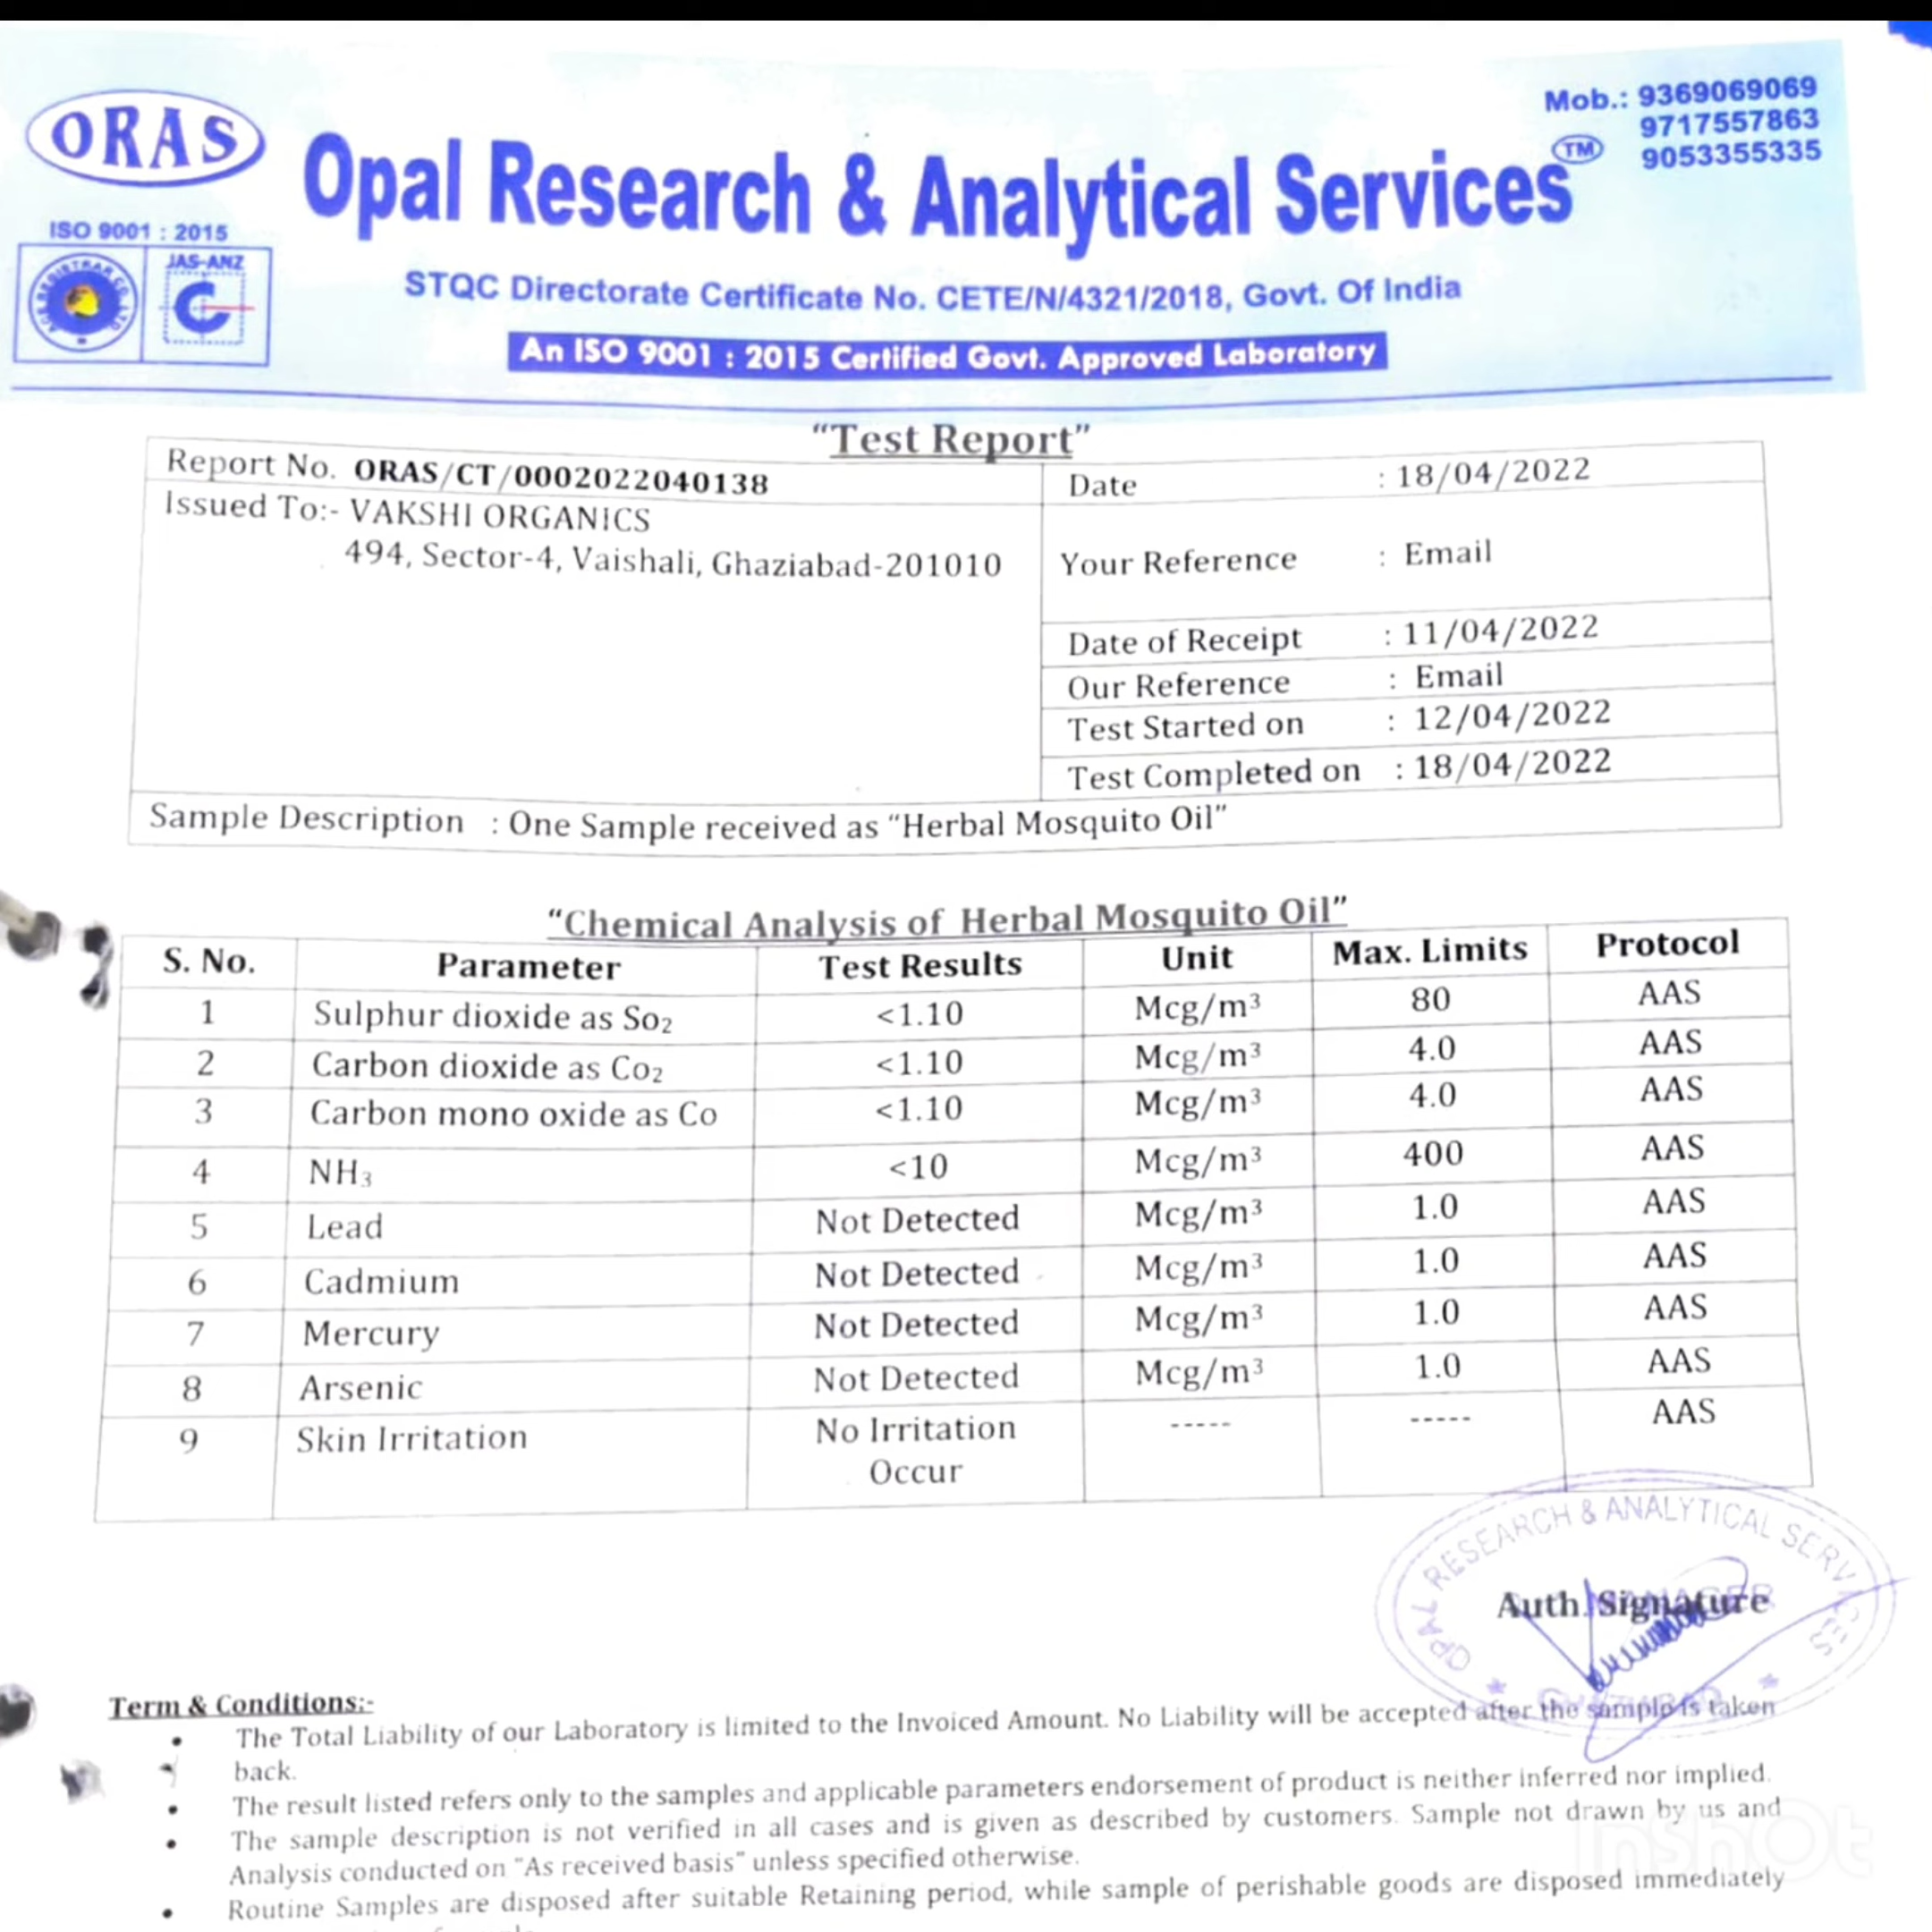 ORAS
ISO 9001 : 2015
JAS-ANZ
Opal Research & Analytical Services
TM
Mob.: 9369069069
9717557863
9053355335
STQC Directorate Certificate No. CETE/N/4321/2018, Govt. Of India
An ISO 9001 : 2015 Certified Govt. Approved Laboratory
“Test Report”
Report No. ORAS/CT/0002022040138
Date : 18/04/2022
Issued To:- VAKSHI ORGANICS
494, Sector-4, Vaishali, Ghaziabad-201010
Your Reference : Email
Date of Receipt : 11/04/2022
Our Reference : Email
Test Started on : 12/04/2022
Test Completed on : 18/04/2022
Sample Description : One Sample received as “Herbal Mosquito Oil”
“Chemical Analysis of Herbal Mosquito Oil”
S. No. Parameter Test Results Unit Max. Limits Protocol
1 Sulphur dioxide as So₂ <1.10 Mcg/m³ 80 AAS
2 Carbon dioxide as Co₂ <1.10 Mcg/m³ 4.0 AAS
3 Carbon mono oxide as Co <1.10 Mcg/m³ 4.0 AAS
4 NH₃ <10 Mcg/m³ 400 AAS
5 Lead Not Detected Mcg/m³ 1.0 AAS
6 Cadmium Not Detected Mcg/m³ 1.0 AAS
7 Mercury Not Detected Mcg/m³ 1.0 AAS
8 Arsenic Not Detected Mcg/m³ 1.0 AAS
9 Skin Irritation No Irritation ----- ----- AAS
Occur
OPAL RESEARCH & ANALYTICAL SERVICES
MANAGER
Auth. Signature
GHAZIABAD
Term & Conditions:-
• The Total Liability of our Laboratory is limited to the Invoiced Amount. No Liability will be accepted after the sample is taken
back.
• The result listed refers only to the samples and applicable parameters endorsement of product is neither inferred nor implied.
• The sample description is not verified in all cases and is given as described by customers. Sample not drawn by us and
Analysis conducted on "As received basis" unless specified otherwise.
• Routine Samples are disposed after suitable Retaining period, while sample of perishable goods are disposed immediately
InShOt